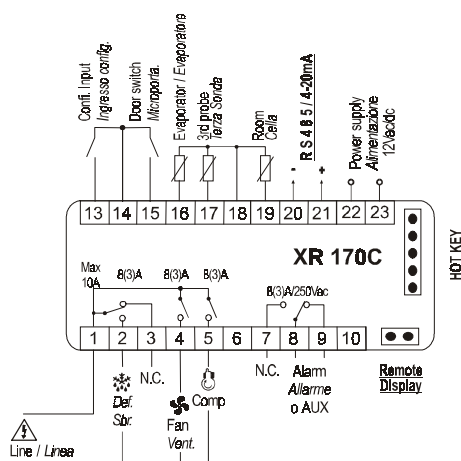 Confi. Input
Ingresso config.
Door switch
Microporta.
Evaporator / Evaporatore
3rd probe
Terza Sonda
Room
Cella
RS485 / 4-20mA
- +
Power supply
Alimentazione
12Vac/dc
13 14 15 16 17 18 19 20 21 22 23
XR 170C
HOT KEY
Max
10A
8(3)A 8(3)A 8(3)A
8(3)A/250Vac
1 2 3 4 5 6 7 8 9 10
N.C.
Def.
Sbr.
Fan
Vent.
Comp
N.C.
Alarm
Allarme
o AUX
Remote
Display
Line / Linea